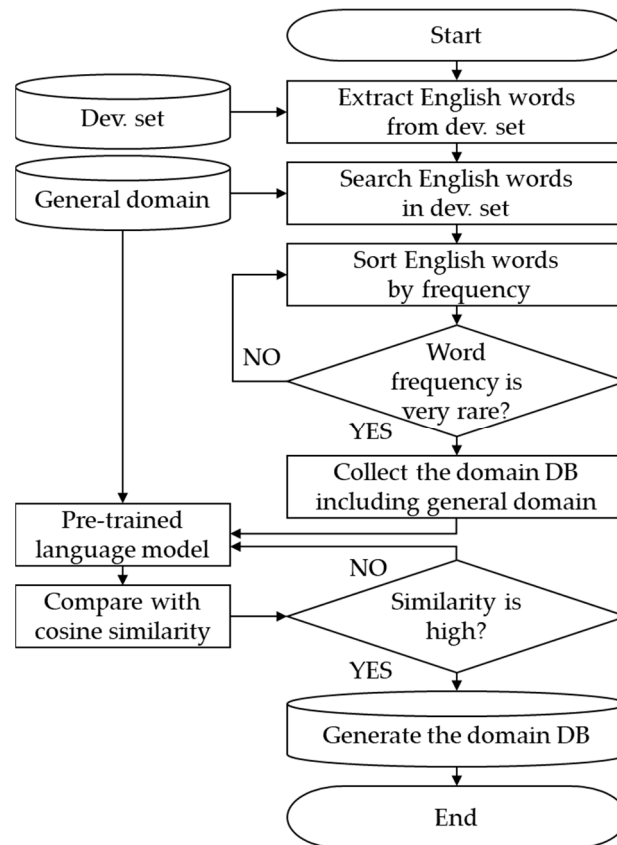 Start
Dev. set
Extract English words
from dev. set
General domain
Search English words
in dev. set
Sort English words
by frequency
NO
Word
frequency is
very rare?
YES
Collect the domain DB
including general domain
Pre-trained
language model
NO
Compare with
cosine similarity
Similarity is
high?
YES
Generate the domain DB
End